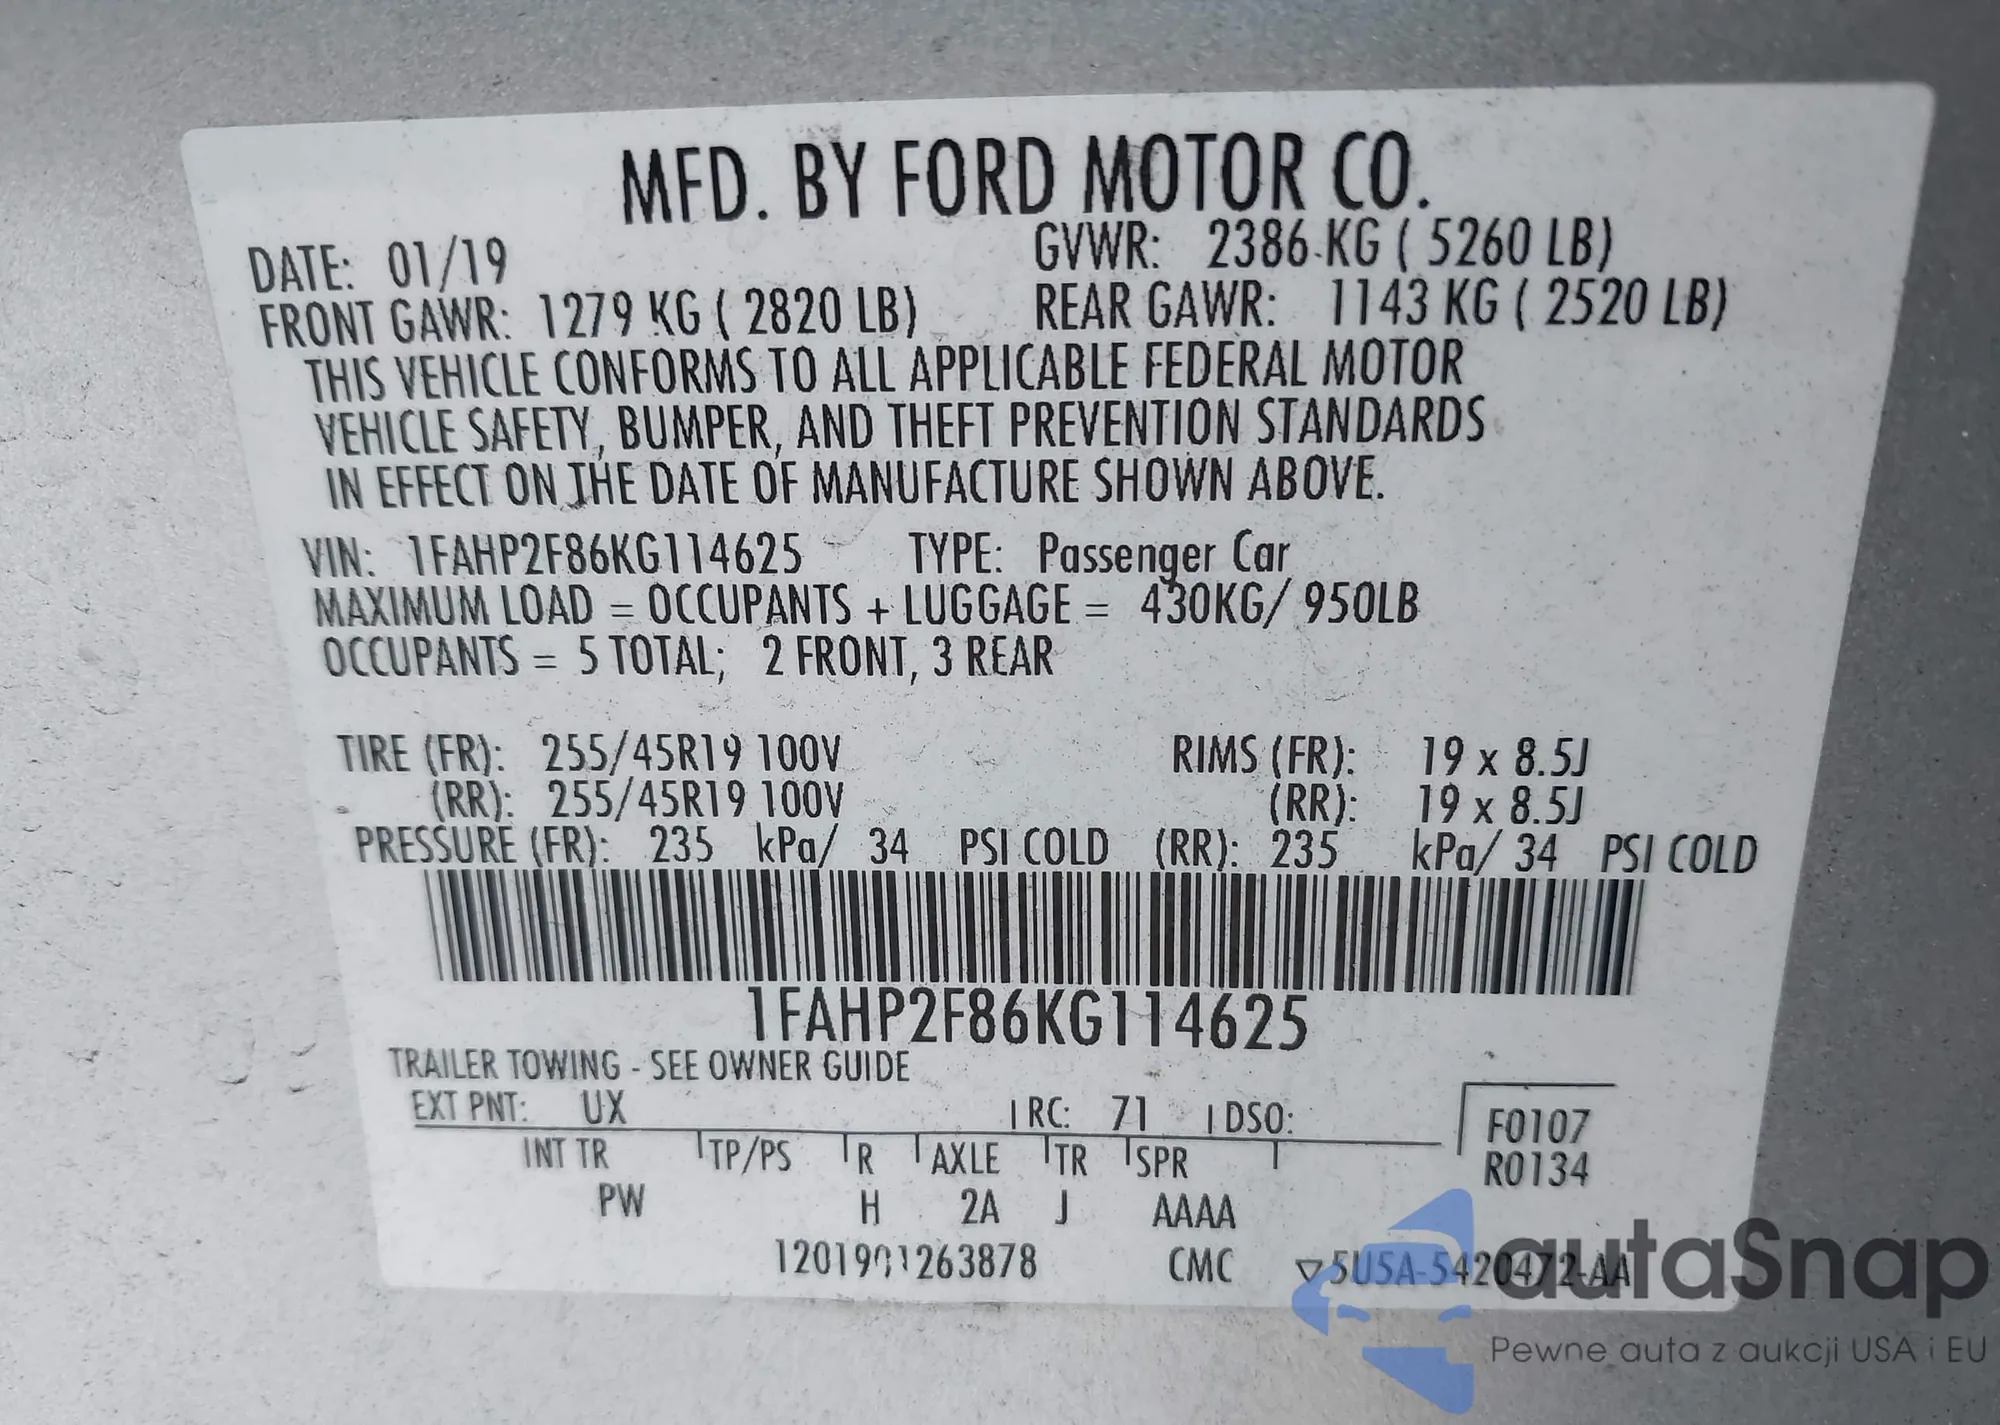 MFD. BY FORD MOTOR CO.
DATE: 01/19 GVWR: 2386 KG ( 5260 LB)
FRONT GAWR: 1279 KG ( 2820 LB) REAR GAWR: 1143 KG ( 2520 LB)
THIS VEHICLE CONFORMS TO ALL APPLICABLE FEDERAL MOTOR
VEHICLE SAFETY, BUMPER, AND THEFT PREVENTION STANDARDS
IN EFFECT ON THE DATE OF MANUFACTURE SHOWN ABOVE.
VIN: 1FAHP2F86KG114625 TYPE: Passenger Car
MAXIMUM LOAD = OCCUPANTS + LUGGAGE = 430KG/ 950LB
OCCUPANTS = 5 TOTAL; 2 FRONT, 3 REAR
TIRE (FR): 255/45R19 100V RIMS (FR): 19 x 8.5J
(RR): 255/45R19 100V (RR): 19 x 8.5J
PRESSURE (FR): 235 kPa/ 34 PSI COLD (RR): 235 kPa/ 34 PSI COLD
1FAHP2F86KG114625
TRAILER TOWING - SEE OWNER GUIDE
EXT PNT: UX RC: 71 DSO: F0107
INT TR TP/PS R AXLE TR SPR R0134
PW H 2A J AAAA
1201901263878 CMC ▽5U5A-5420472-AA
autaSnap
Pewne auta z aukcji USA i EU